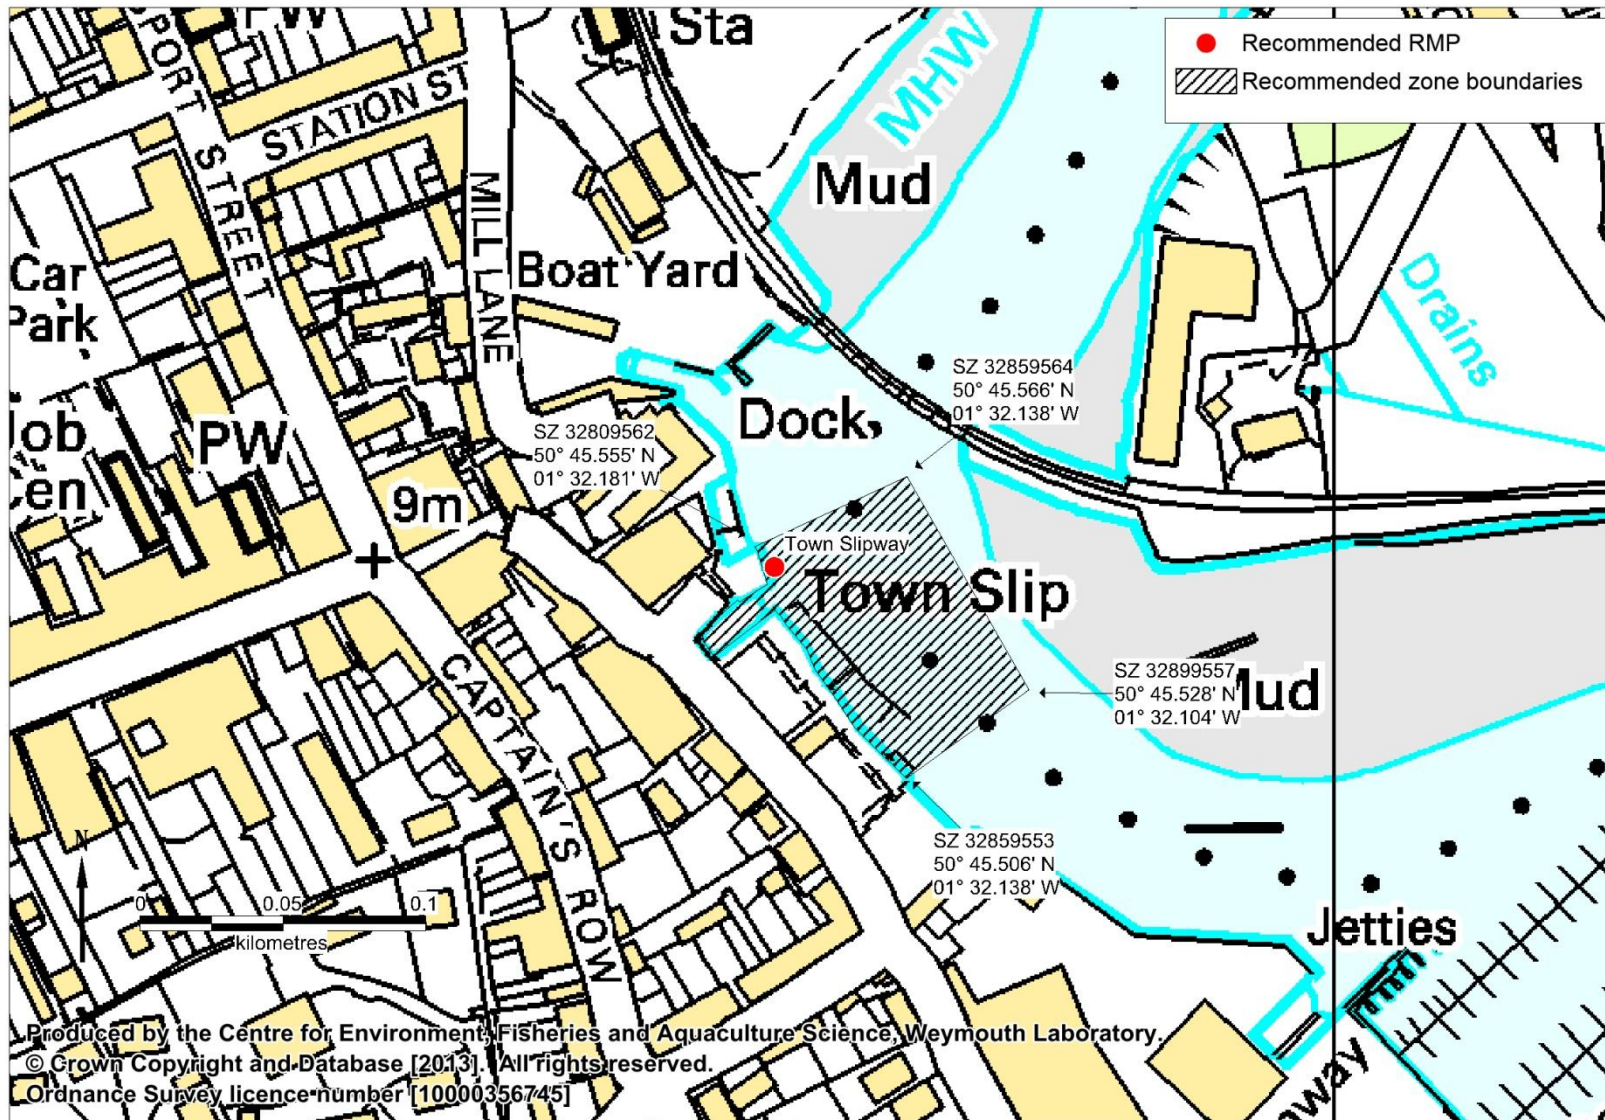 Sta
MHW
Recommended RMP
Recommended zone boundaries
STATION ST
STREET
MILL LANE
Mud
Boat Yard
Car
Park
Drains
SZ 32859564
50° 45.566' N
01° 32.138' W
Dock
PW
SZ 32809562
50° 45.555' N
01° 32.181' W
9m
Town Slipway
Town Slip
SZ 32899557
50° 45.528' N
01° 32.104' W
CAPTAIN'S ROW
SZ 32859553
50° 45.506' N
01° 32.138' W
N
0 0.05 0.1
kilometres
Jetties
Produced by the Centre for Environment, Fisheries and Aquaculture Science, Weymouth Laboratory.
© Crown Copyright and Database [2013]. All rights reserved.
Ordnance Survey licence number [10000356745]